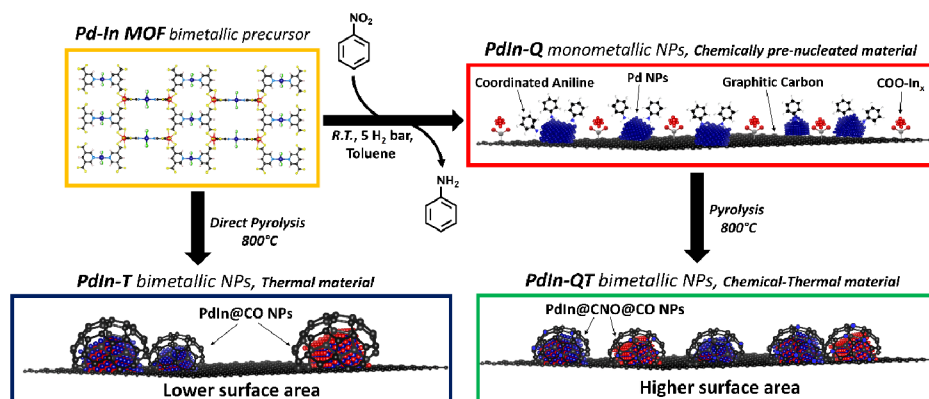 Pd-In MOF bimetallic precursor
NO2
PdIn-Q monometallic NPs, Chemically pre-nucleated material
Coordinated Aniline
Pd NPs
Graphitic Carbon
COO-Inx
R.T., 5 H2 bar,
Toluene
NH2
Direct Pyrolysis
800°C
Pyrolysis
800°C
PdIn-T bimetallic NPs, Thermal material
PdIn@CO NPs
Lower surface area
PdIn-QT bimetallic NPs, Chemical-Thermal material
PdIn@CNO@CO NPs
Higher surface area